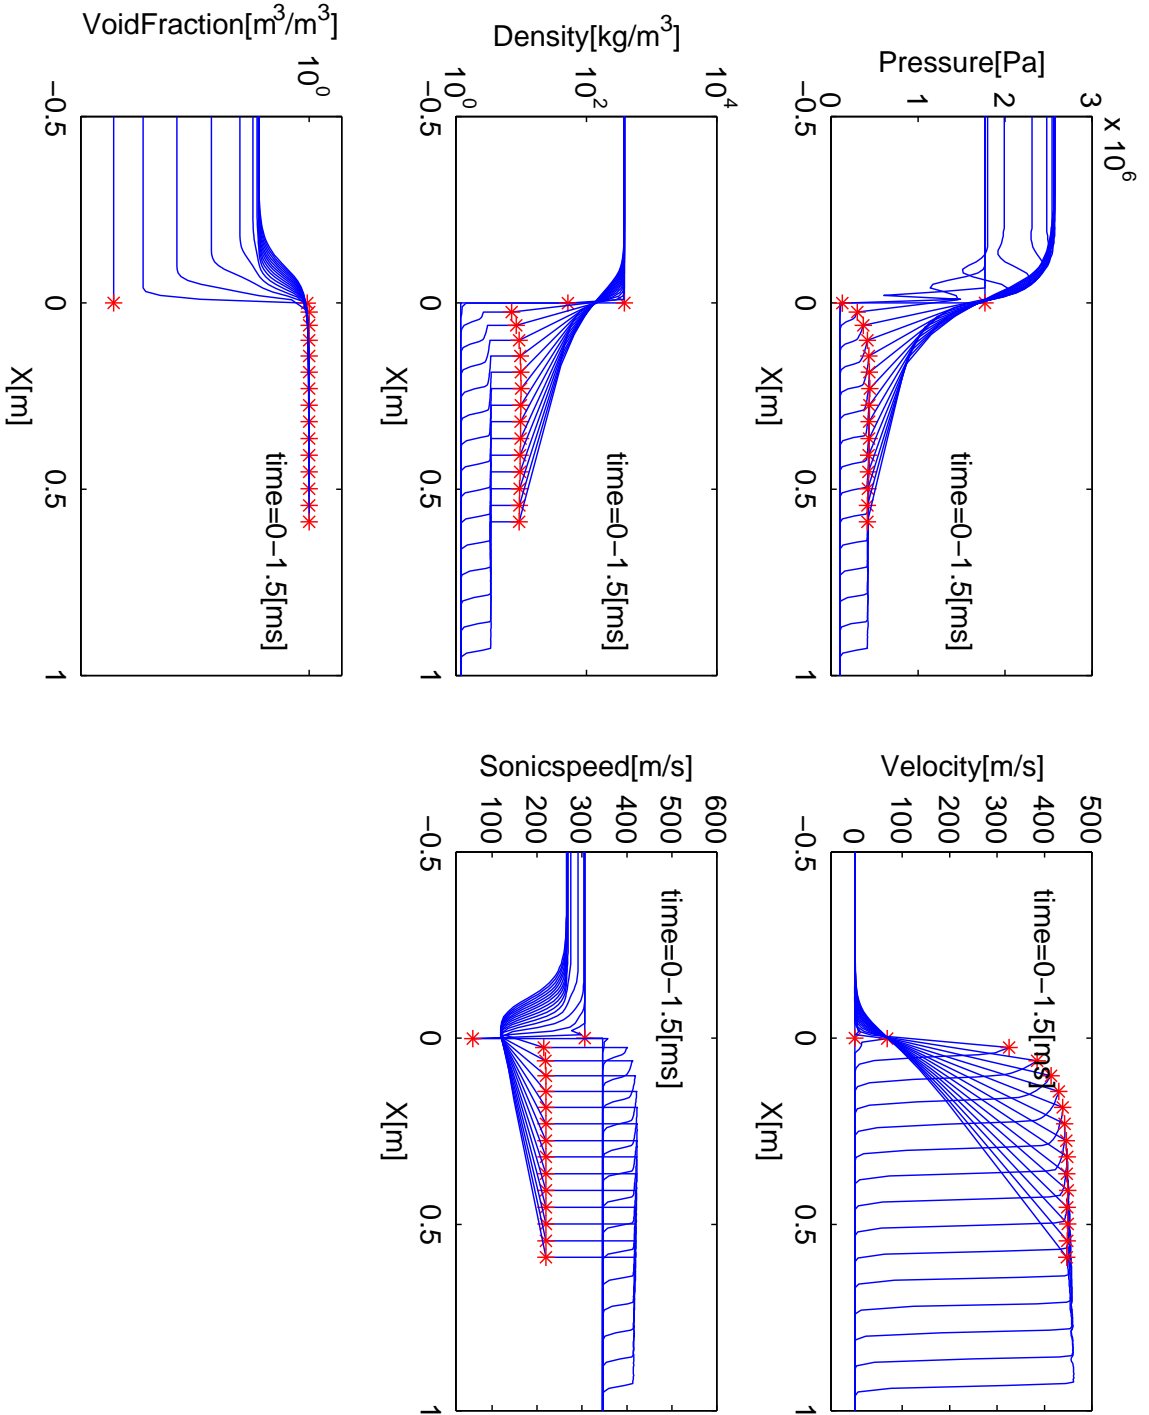 x 10^6
3
2
1
0
Pressure[Pa]
−0.5
0
0.5
1
X[m]
time=0−1.5[ms]
500
400
300
200
100
0
Velocity[m/s]
−0.5
0
0.5
1
X[m]
time=0−1.5[ms]
10^4
10^2
10^0
Density[kg/m^3]
−0.5
0
0.5
1
X[m]
time=0−1.5[ms]
600
500
400
300
200
100
Sonicspeed[m/s]
−0.5
0
0.5
1
X[m]
time=0−1.5[ms]
10^0
VoidFraction[m^3/m^3]
−0.5
0
0.5
1
X[m]
time=0−1.5[ms]